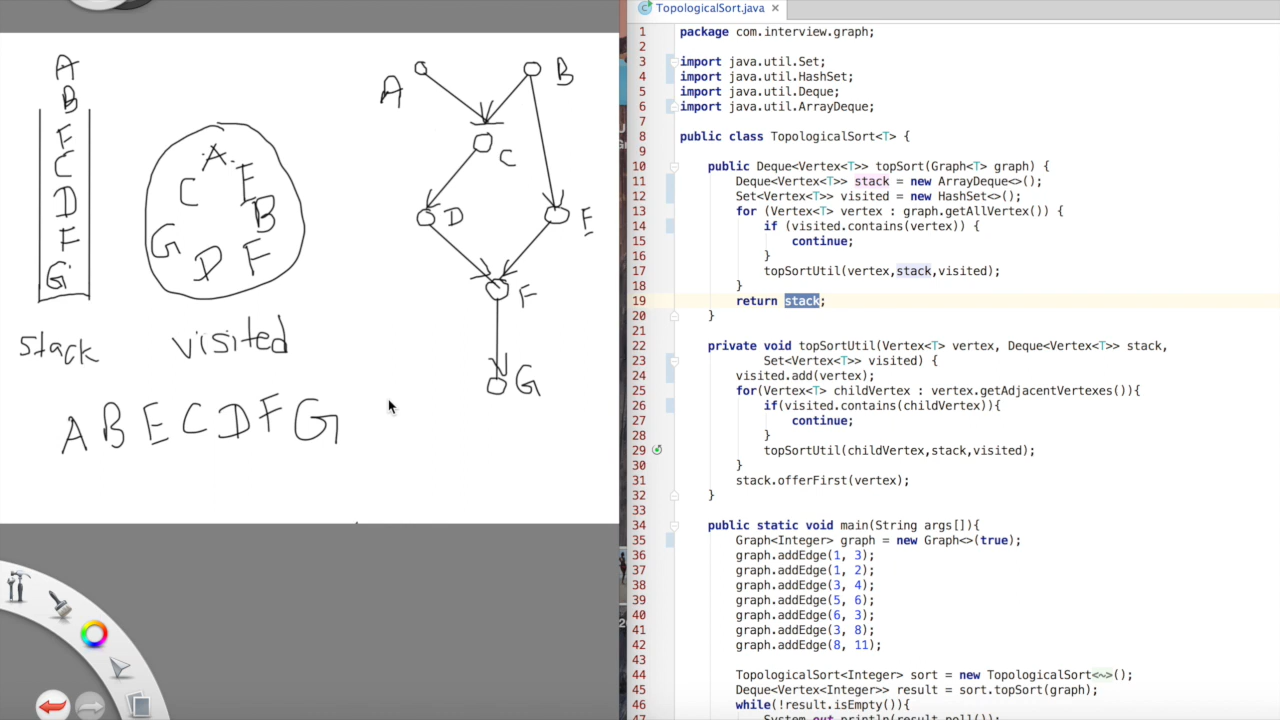 A
B
E
C
D
F
G
stack
A
C
E
B
G
D
F
visited
A B E C D F G
A
B
C
D
E
F
G
TopologicalSort.java
1 package com.interview.graph;
2
3 import java.util.Set;
4 import java.util.HashSet;
5 import java.util.Deque;
6 import java.util.ArrayDeque;
7
8 public class TopologicalSort<T> {
9
10 public Deque<Vertex<T>> topSort(Graph<T> graph) {
11 Deque<Vertex<T>> stack = new ArrayDeque<>();
12 Set<Vertex<T>> visited = new HashSet<>();
13 for (Vertex<T> vertex : graph.getAllVertex()) {
14 if (visited.contains(vertex)) {
15 continue;
16 }
17 topSortUtil(vertex,stack,visited);
18 }
19 return stack;
20 }
21
22 private void topSortUtil(Vertex<T> vertex, Deque<Vertex<T>> stack,
23 Set<Vertex<T>> visited) {
24 visited.add(vertex);
25 for(Vertex<T> childVertex : vertex.getAdjacentVertexes()){
26 if(visited.contains(childVertex)){
27 continue;
28 }
29 topSortUtil(childVertex,stack,visited);
30 }
31 stack.offerFirst(vertex);
32 }
33
34 public static void main(String args[]){
35 Graph<Integer> graph = new Graph<>(true);
36 graph.addEdge(1, 3);
37 graph.addEdge(1, 2);
38 graph.addEdge(3, 4);
39 graph.addEdge(5, 6);
40 graph.addEdge(6, 3);
41 graph.addEdge(3, 8);
42 graph.addEdge(8, 11);
43
44 TopologicalSort<Integer> sort = new TopologicalSort<~>();
45 Deque<Vertex<Integer>> result = sort.topSort(graph);
46 while(!result.isEmpty()){
47 System.out.println(result.poll());